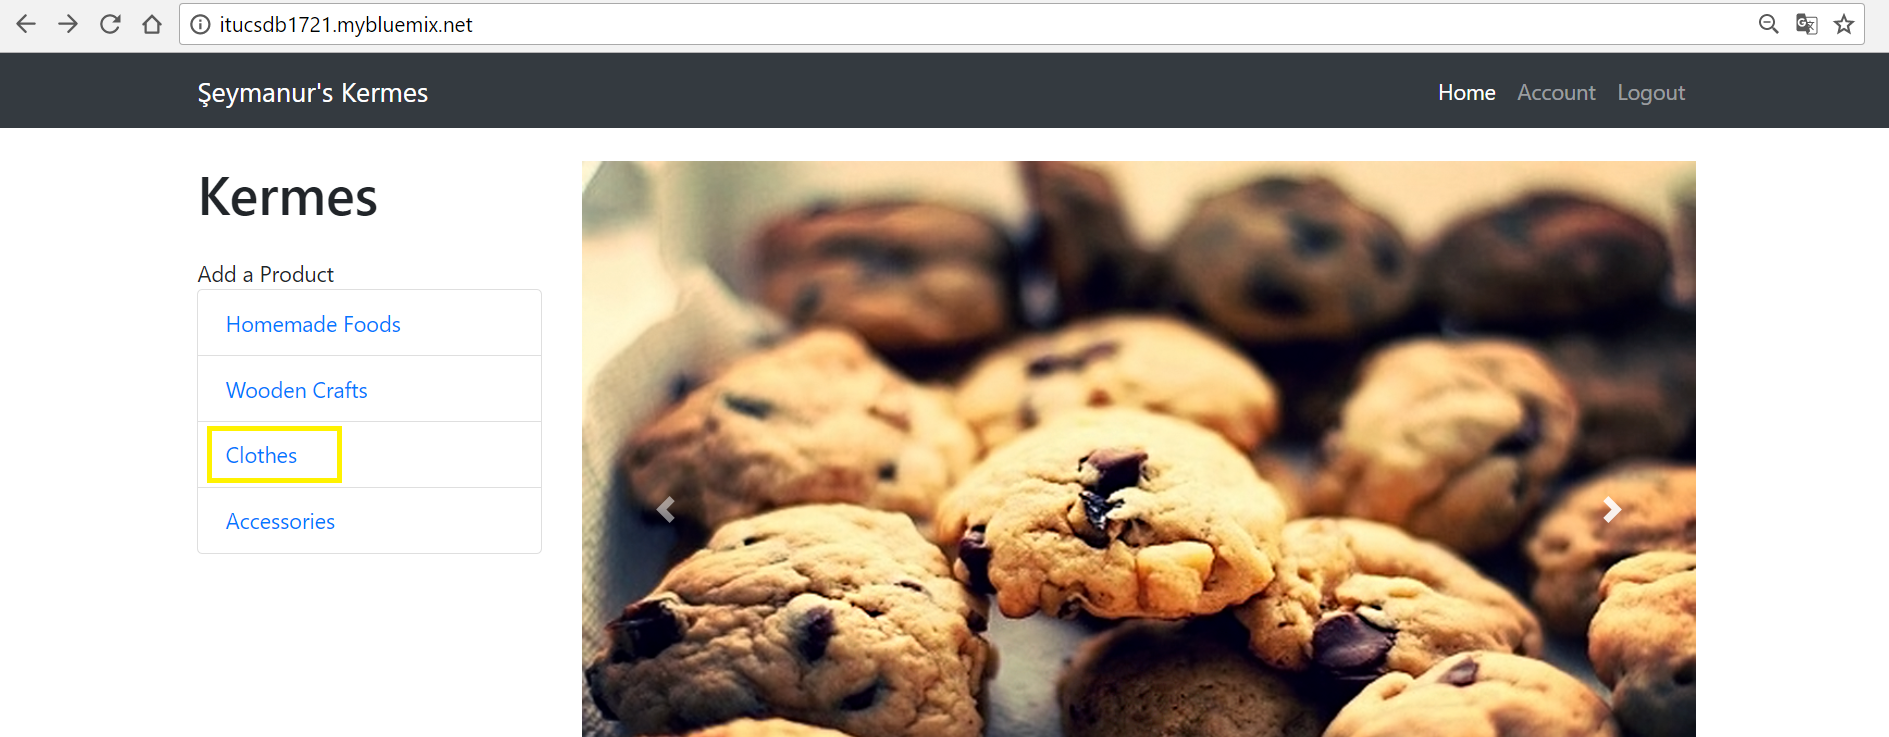 itucsdb1721.mybluemix.net
Şeymanur's Kermes
Home Account Logout
Kermes
Add a Product
Homemade Foods
Wooden Crafts
Clothes
Accessories